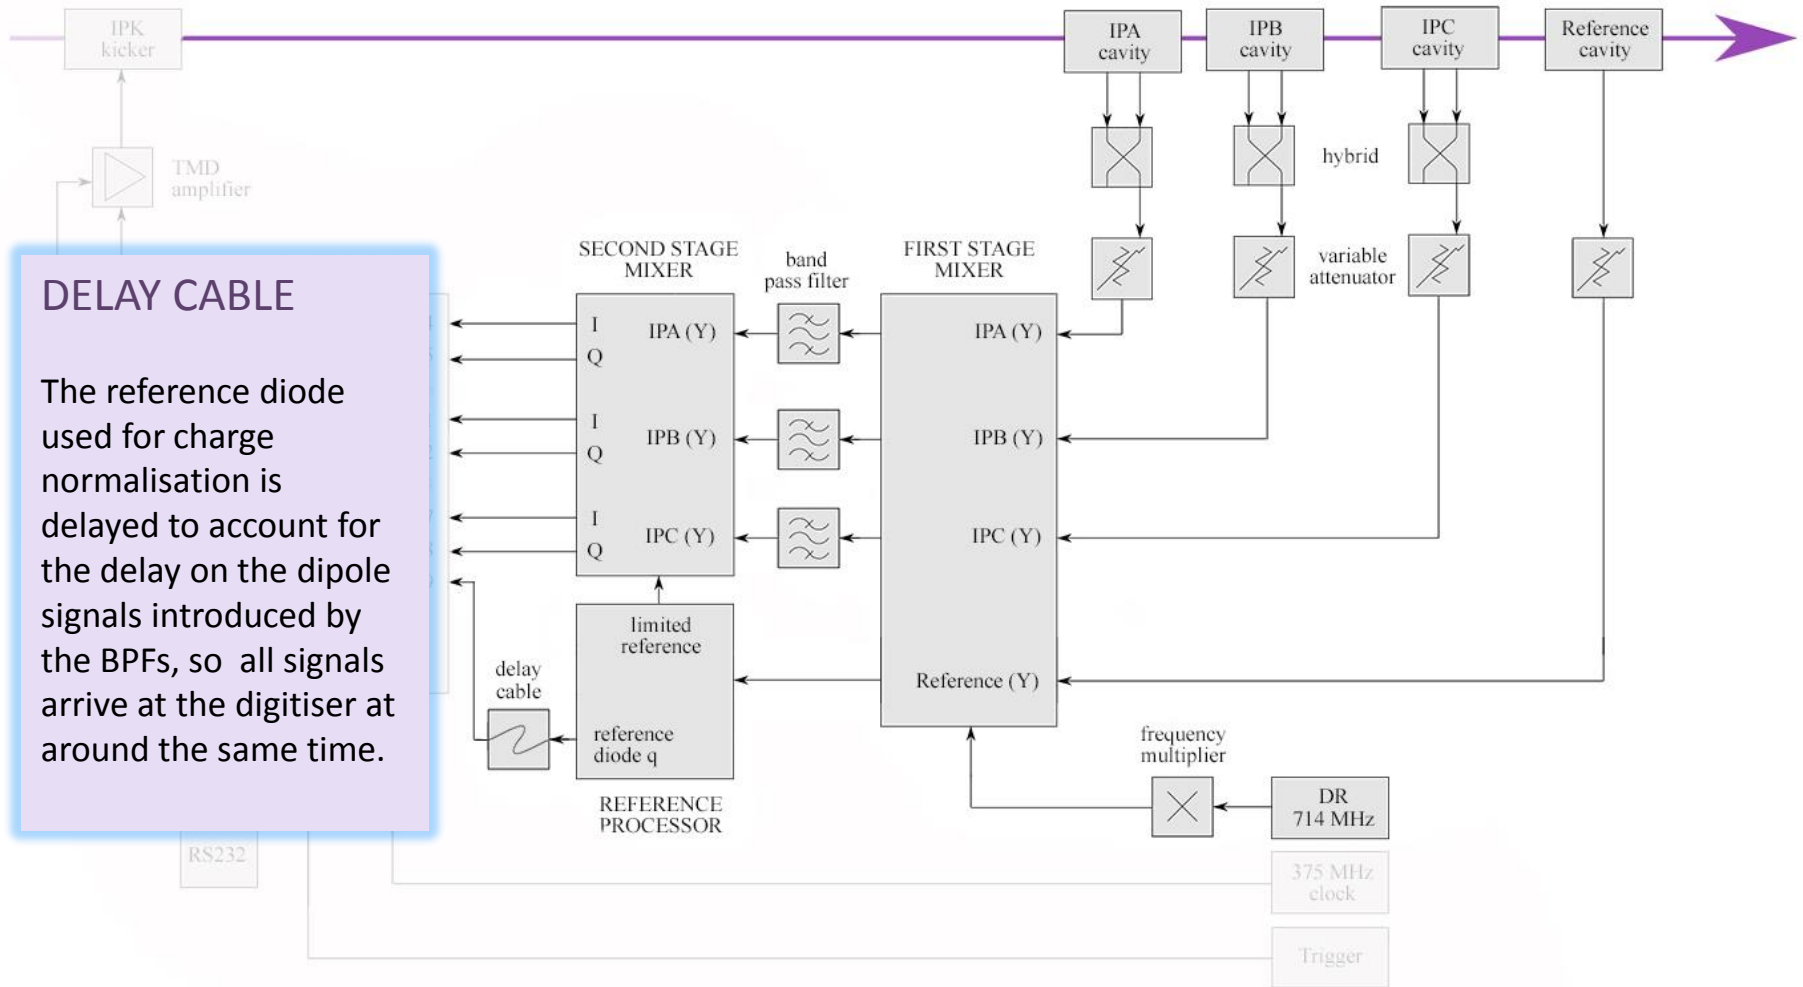 IPK
kicker
IPA
cavity
IPB
cavity
IPC
cavity
Reference
cavity
TMD
amplifier
hybrid
variable
attenuator
SECOND STAGE
MIXER
band
pass filter
FIRST STAGE
MIXER
DELAY CABLE
The reference diode
used for charge
normalisation is
delayed to account for
the delay on the dipole
signals introduced by
the BPFs, so all signals
arrive at the digitiser at
around the same time.
I
Q
IPA (Y)
IPA (Y)
I
Q
IPB (Y)
IPB (Y)
I
Q
IPC (Y)
IPC (Y)
limited
reference
Reference (Y)
delay
cable
reference
diode q
REFERENCE
PROCESSOR
frequency
multiplier
DR
714 MHz
RS232
375 MHz
clock
Trigger